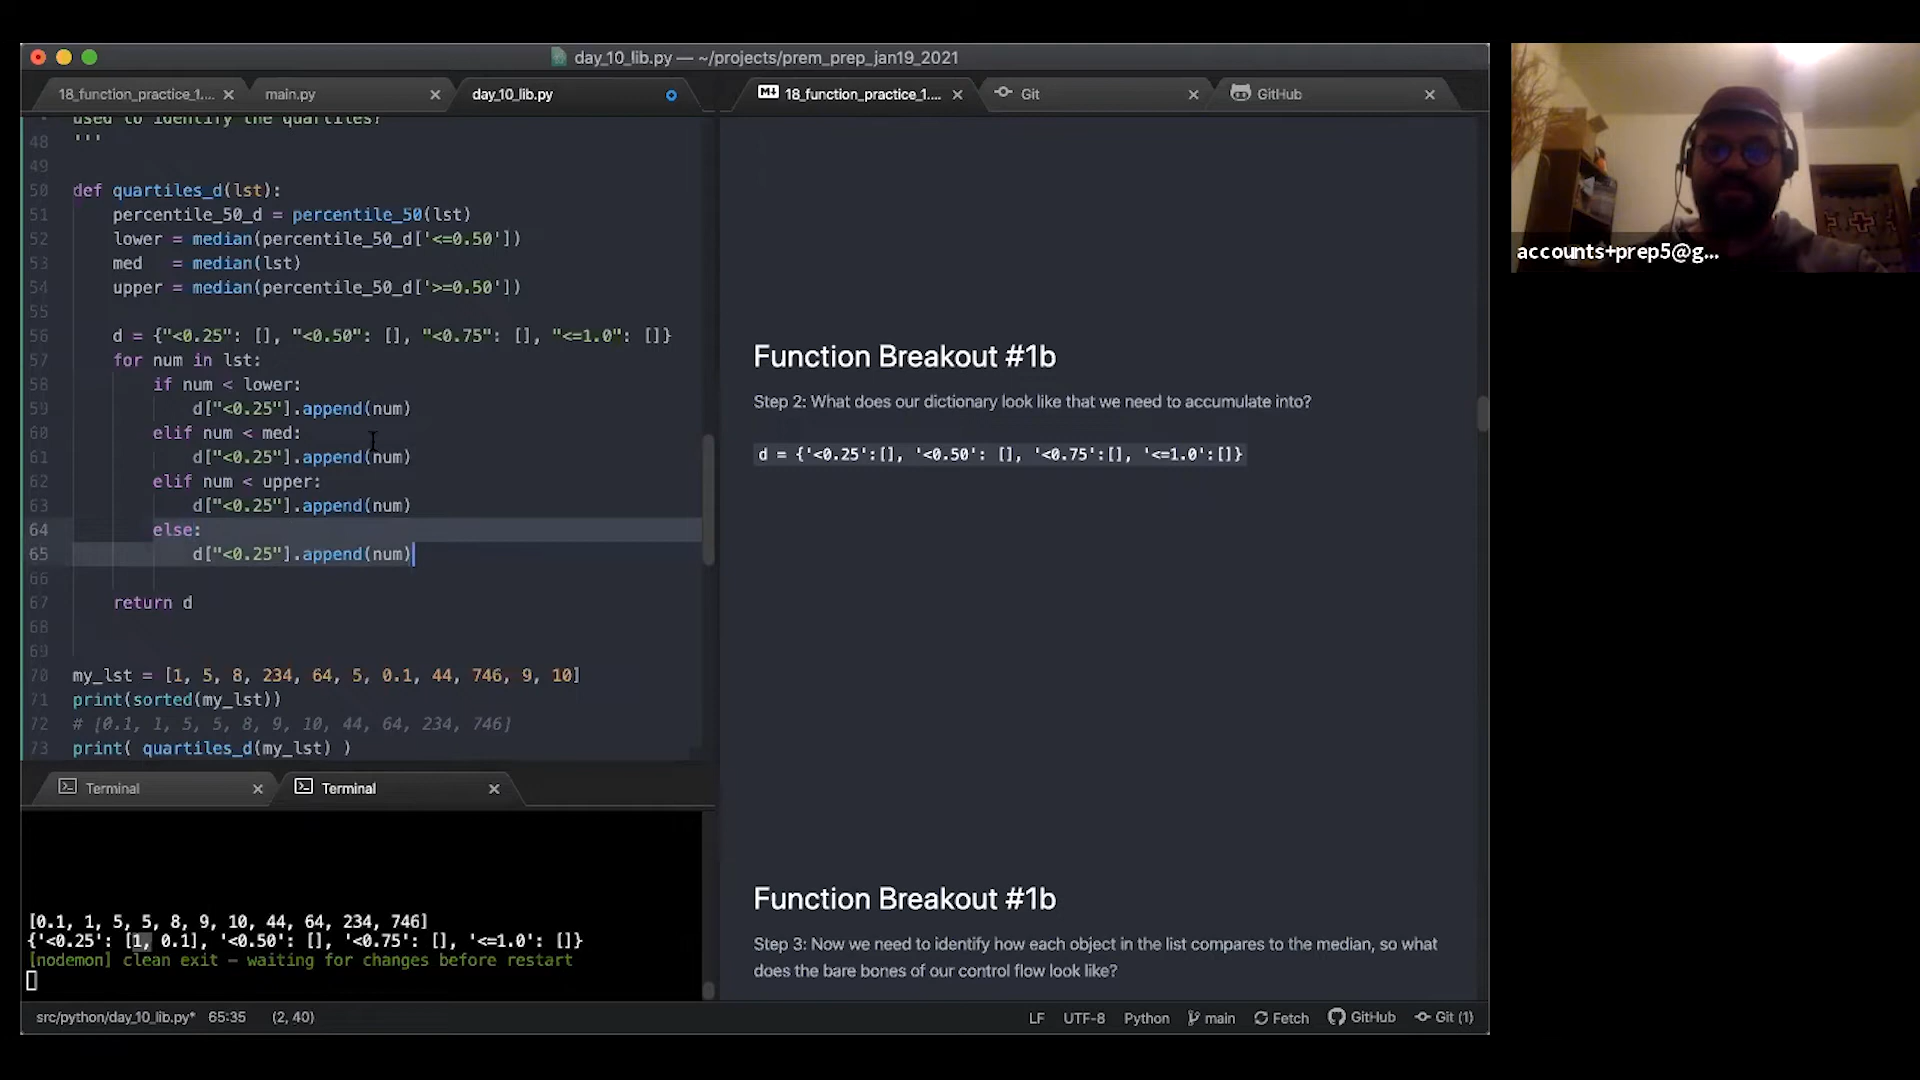 day_10_lib.py — ~/projects/prem_prep_jan19_2021
18_function_practice_1....
main.py
day_10_lib.py
18_function_practice_1....
Git
GitHub
used to identify the quartiles?
48 '''
49
50 def quartiles_d(lst):
51 percentile_50_d = percentile_50(lst)
52 lower = median(percentile_50_d['<=0.50'])
53 med = median(lst)
54 upper = median(percentile_50_d['>=0.50'])
55
56 d = {"<0.25": [], "<0.50": [], "<0.75": [], "<=1.0": []}
57 for num in lst:
58 if num < lower:
59 d["<0.25"].append(num)
60 elif num < med:
61 d["<0.25"].append(num)
62 elif num < upper:
63 d["<0.25"].append(num)
64 else:
65 d["<0.25"].append(num)
66
67 return d
68
69
70 my_lst = [1, 5, 8, 234, 64, 5, 0.1, 44, 746, 9, 10]
71 print(sorted(my_lst))
72 # [0.1, 1, 5, 5, 8, 9, 10, 44, 64, 234, 746]
73 print( quartiles_d(my_lst) )
Function Breakout #1b
Step 2: What does our dictionary look like that we need to accumulate into?
d = {'<0.25':[], '<0.50': [], '<0.75':[], '<=1.0':[]}
Function Breakout #1b
Step 3: Now we need to identify how each object in the list compares to the median, so what
does the bare bones of our control flow look like?
Terminal
Terminal
[0.1, 1, 5, 5, 8, 9, 10, 44, 64, 234, 746]
{'<0.25': [1, 0.1], '<0.50': [], '<0.75': [], '<=1.0': []}
[nodemon] clean exit – waiting for changes before restart
src/python/day_10_lib.py* 65:35 (2, 40)
LF UTF-8 Python main Fetch GitHub Git (1)
accounts+prep5@g...